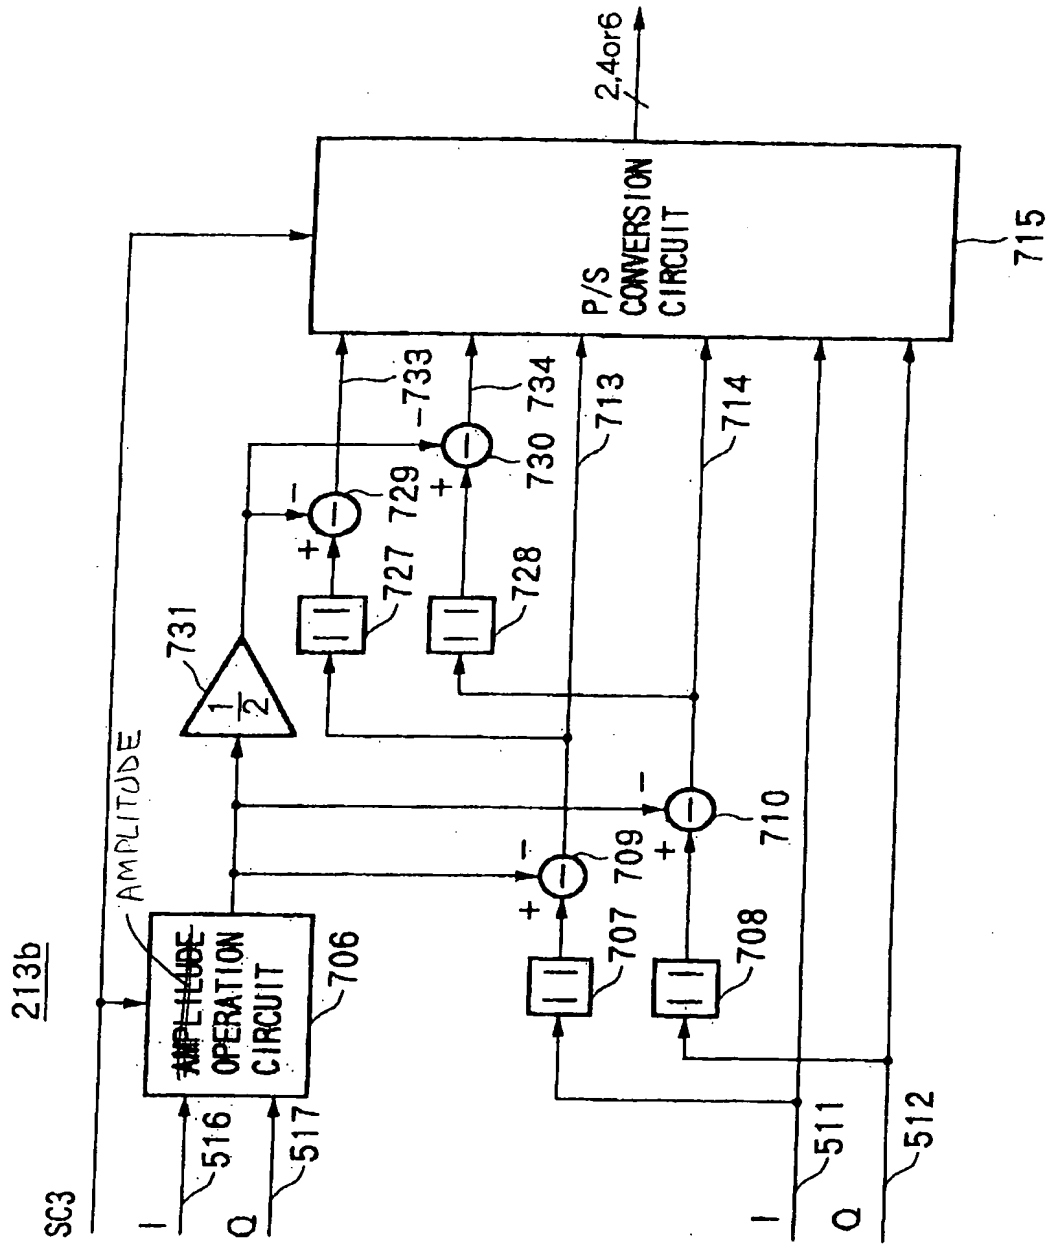 213b
SC3
I
516
Q
517
AMPLITUDE
AMPLILUDE
OPERATION
CIRCUIT
706
731
1/2
+
−
729
727
733
−
+
730
728
734
713
714
+
−
709
707
+
−
710
708
I
511
Q
512
P/S
CONVERSION
CIRCUIT
715
2,4or6